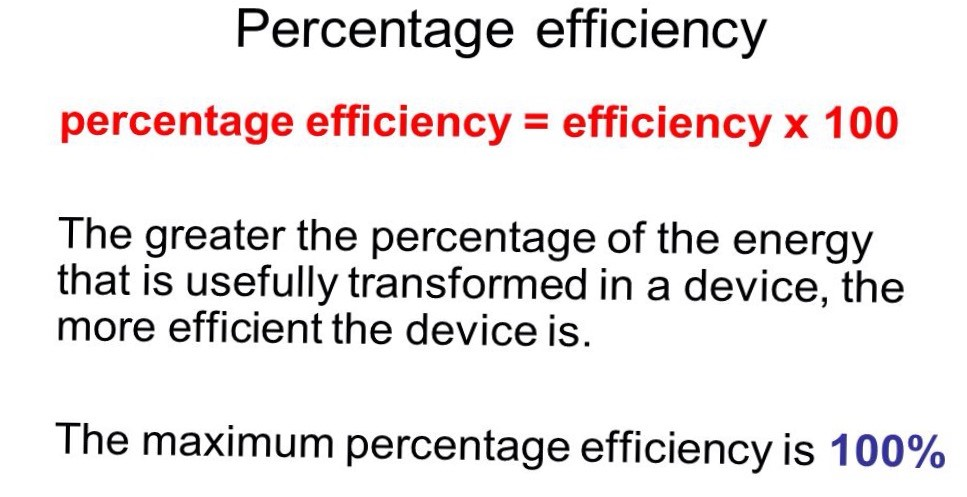 Percentage efficiency
percentage efficiency = efficiency x 100
The greater the percentage of the energy
that is usefully transformed in a device, the
more efficient the device is.
The maximum percentage efficiency is 100%